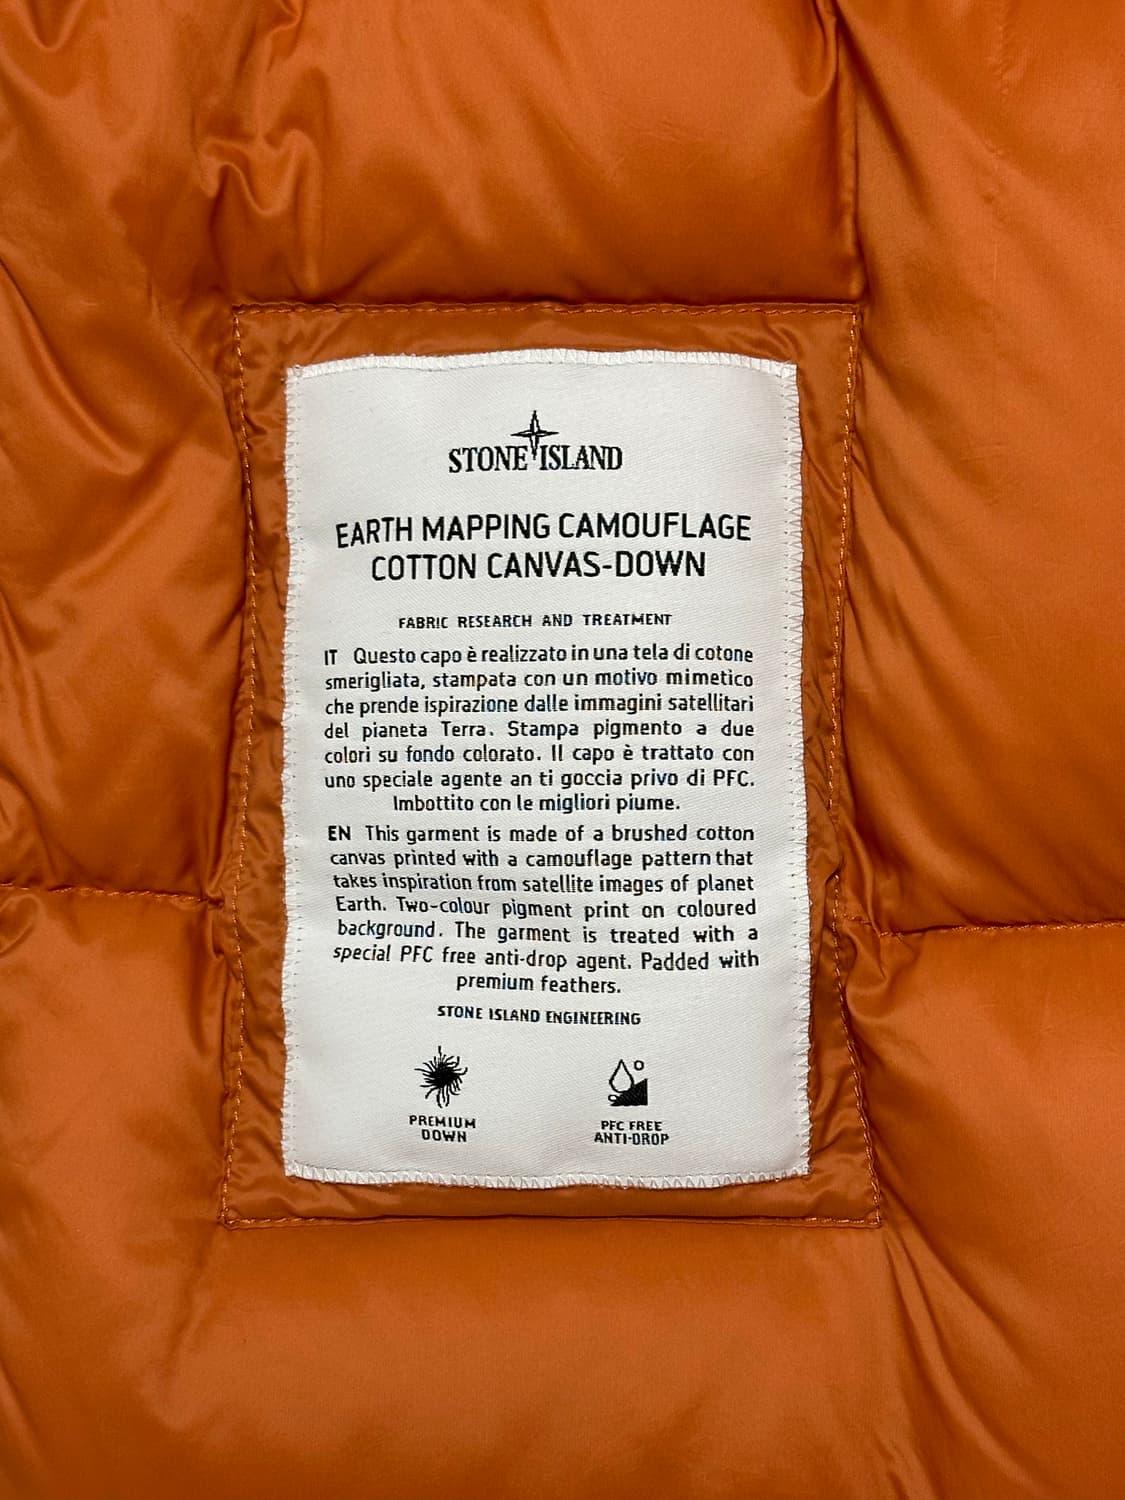 STONE ISLAND
EARTH MAPPING CAMOUFLAGE
COTTON CANVAS-DOWN
FABRIC RESEARCH AND TREATMENT
IT Questo capo è realizzato in una tela di cotone
smerigliata, stampata con un motivo mimetico
che prende ispirazione dalle immagini satellitari
del pianeta Terra. Stampa pigmento a due
colori su fondo colorato. Il capo è trattato con
uno speciale agente an ti goccia privo di PFC.
Imbottito con le migliori piume.
EN This garment is made of a brushed cotton
canvas printed with a camouflage pattern that
takes inspiration from satellite images of planet
Earth. Two-colour pigment print on coloured
background. The garment is treated with a
special PFC free anti-drop agent. Padded with
premium feathers.
STONE ISLAND ENGINEERING
PREMIUM
DOWN
PFC FREE
ANTI-DROP